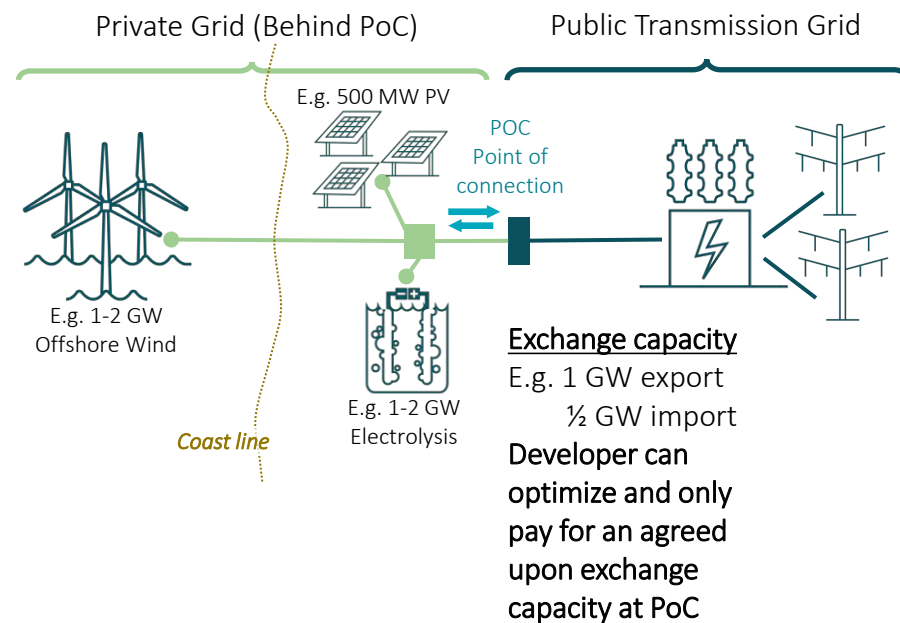 Private Grid (Behind PoC)
Public Transmission Grid
E.g. 500 MW PV
POC
Point of
connection
E.g. 1-2 GW
Offshore Wind
E.g. 1-2 GW
Electrolysis
Coast line
Exchange capacity
E.g. 1 GW export
½ GW import
Developer can
optimize and only
pay for an agreed
upon exchange
capacity at PoC